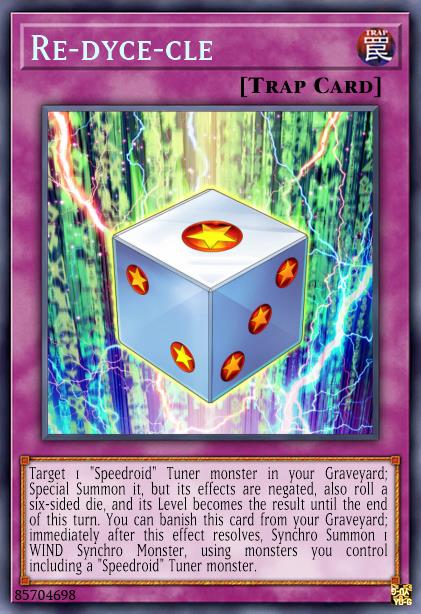 Re-dyce-cle
TRAP
罠
[Trap Card]
Target 1 "Speedroid" Tuner monster in your Graveyard;
Special Summon it, but its effects are negated, also roll a
six-sided die, and its Level becomes the result until the end
of this turn. You can banish this card from your Graveyard;
immediately after this effect resolves, Synchro Summon 1
WIND Synchro Monster, using monsters you control
including a "Speedroid" Tuner monster.
85704698